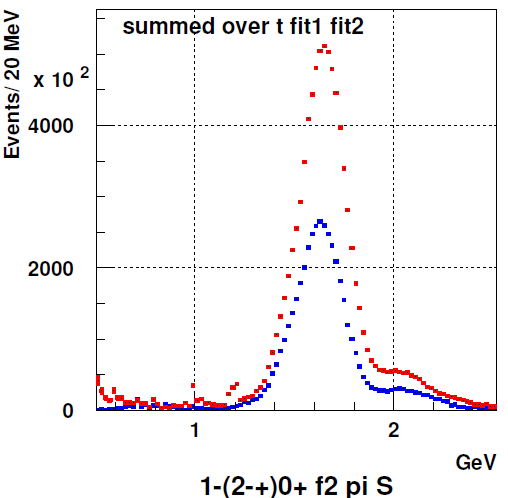 summed over t fit1 fit2
Events/ 20 MeV
x 10 2
4000
2000
0
1
2
GeV
1-(2-+)0+ f2 pi S